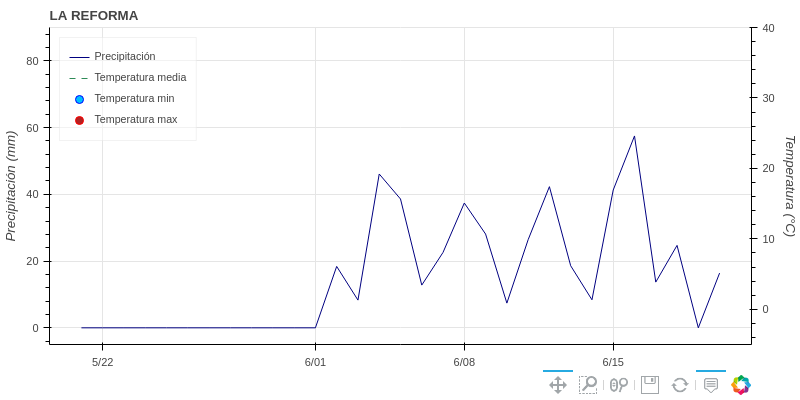 LA REFORMA
Precipitación
Temperatura media
Temperatura min
Temperatura max
Precipitación (mm)
80
60
40
20
0
40
30
20
10
0
Temperatura (°C)
5/22
6/01
6/08
6/15